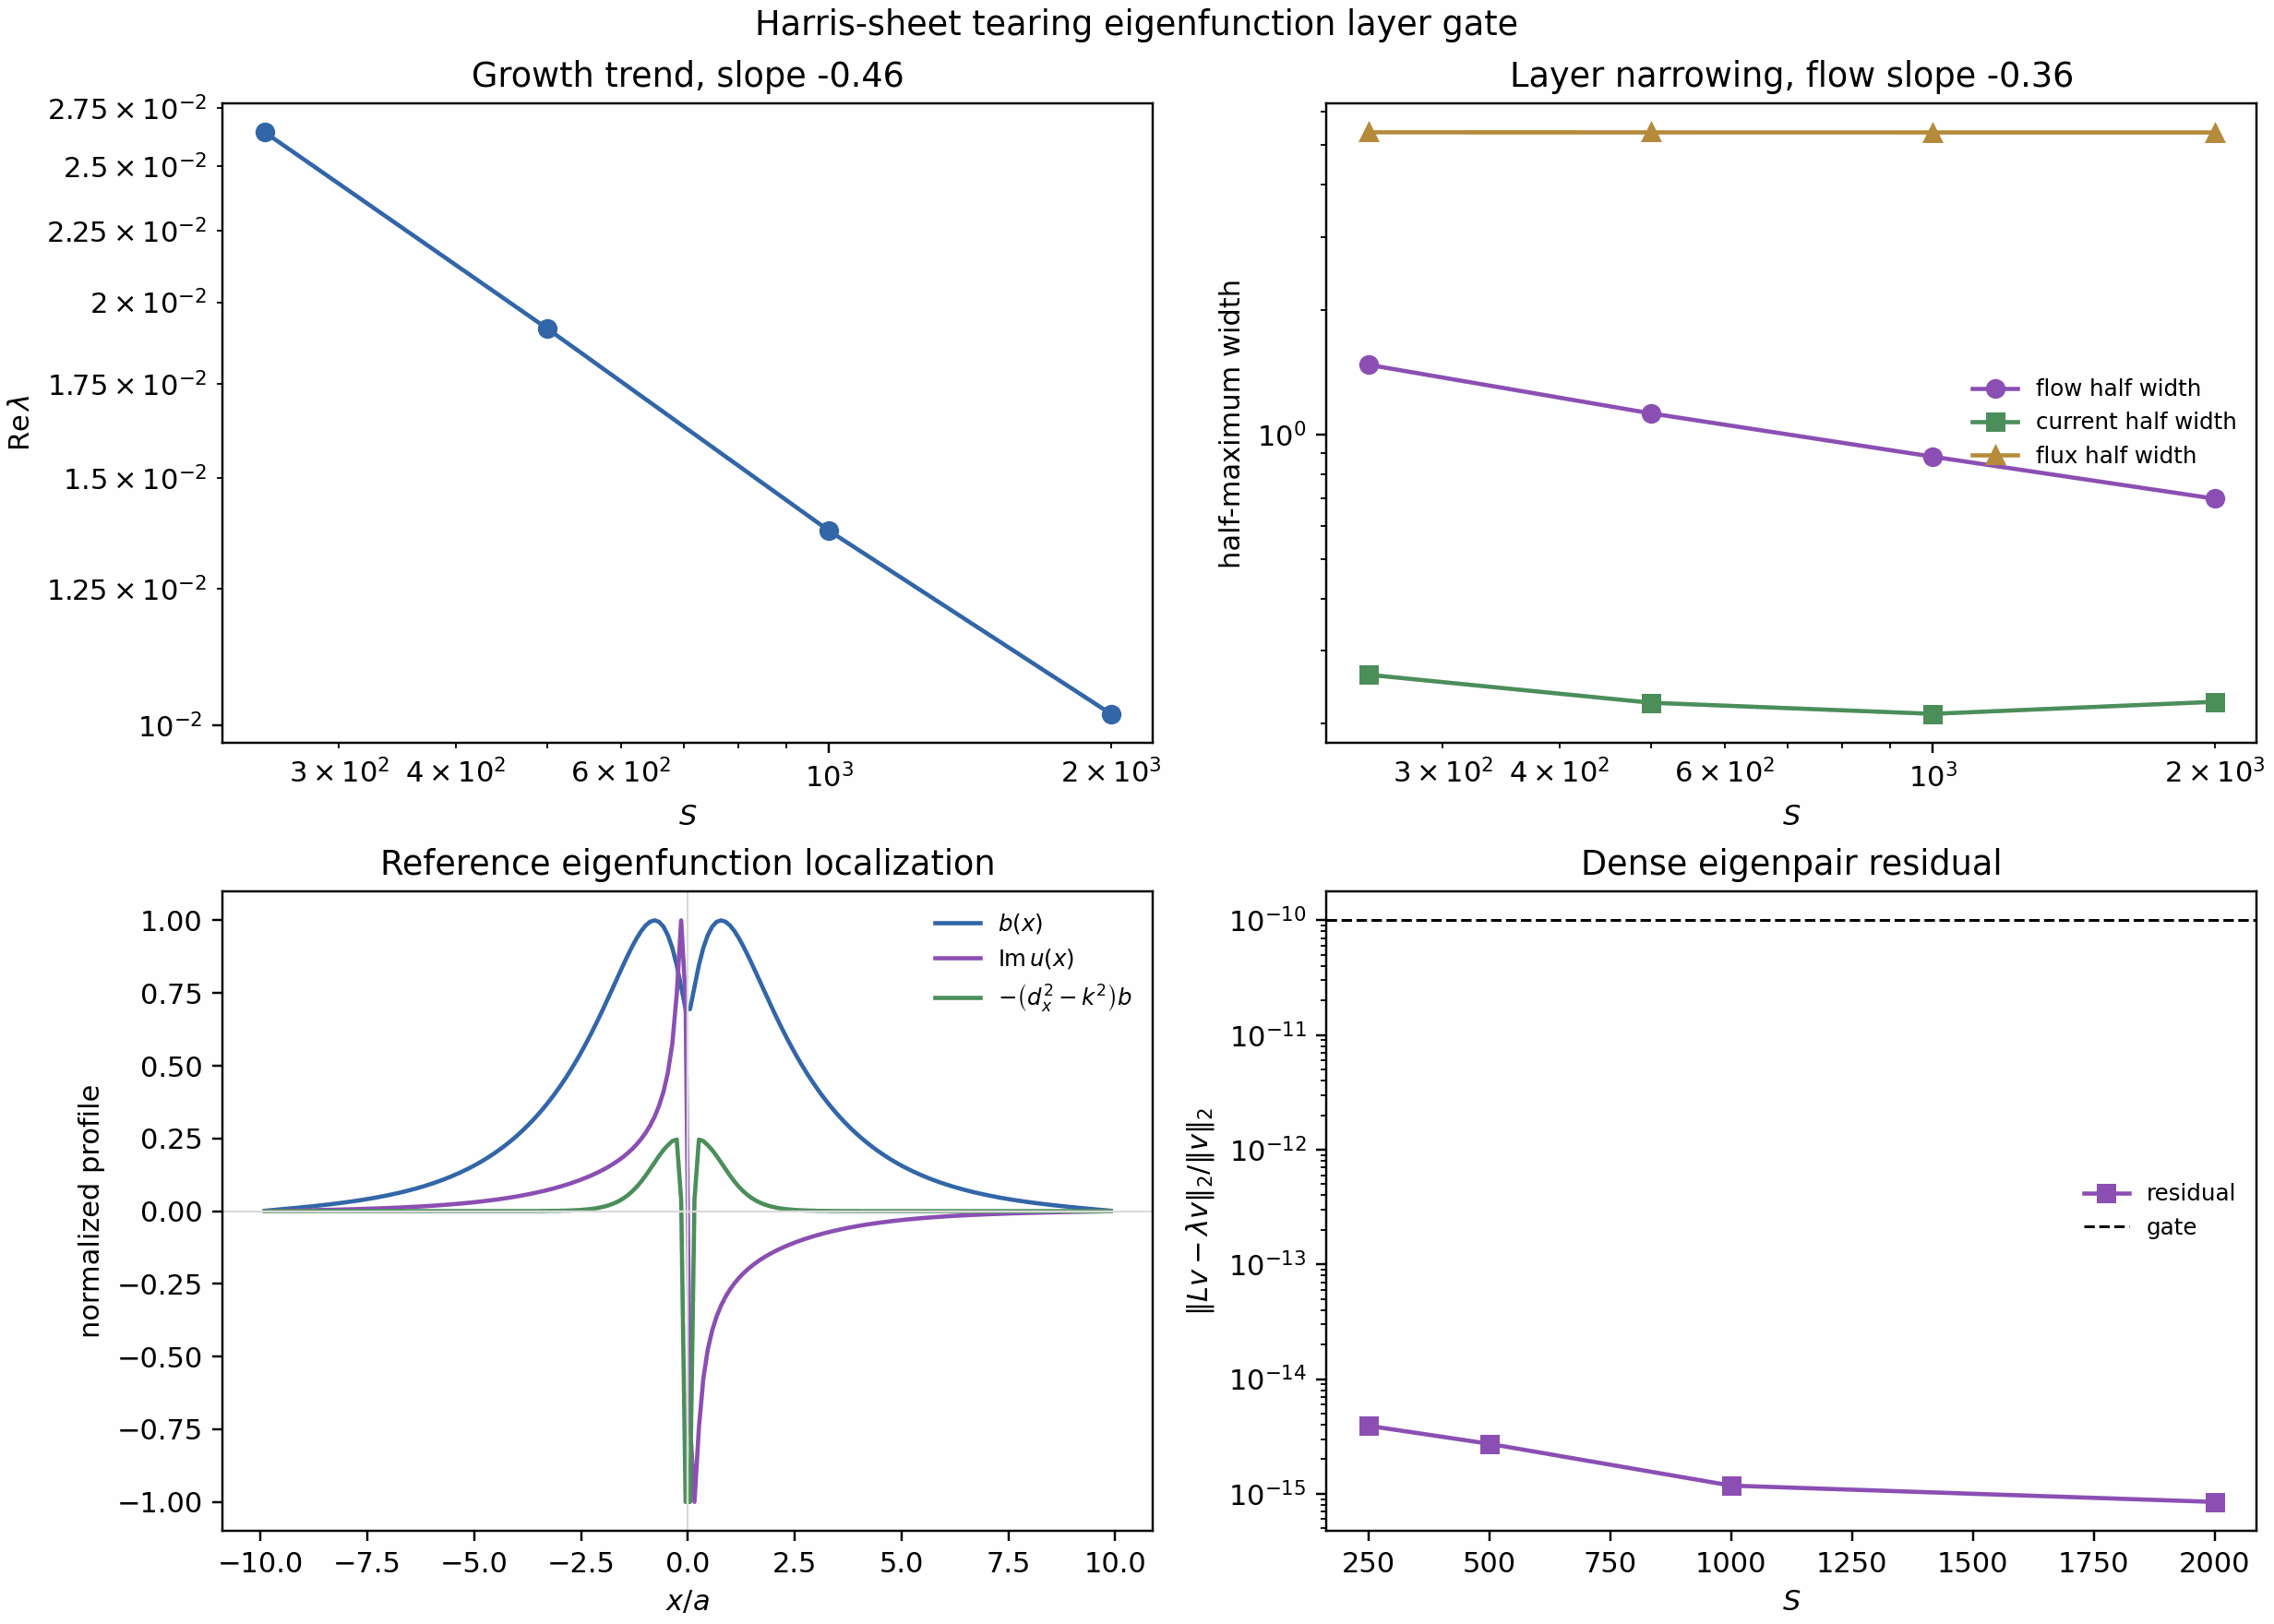 Harris-sheet tearing eigenfunction layer gate
Growth trend, slope -0.46
2.75×10⁻²
2.5×10⁻²
2.25×10⁻²
2×10⁻²
1.75×10⁻²
1.5×10⁻²
1.25×10⁻²
10⁻²
Re λ
3×10² 4×10² 6×10² 10³ 2×10³
S
Layer narrowing, flow slope -0.36
half-maximum width
10⁰
flow half width
current half width
flux half width
3×10² 4×10² 6×10² 10³ 2×10³
S
Reference eigenfunction localization
normalized profile
1.00
0.75
0.50
0.25
0.00
−0.25
−0.50
−0.75
−1.00
b(x)
Im u(x)
−(dₓ² − k²)b
−10.0 −7.5 −5.0 −2.5 0.0 2.5 5.0 7.5 10.0
x/a
Dense eigenpair residual
‖Lv − λv‖₂/‖v‖₂
10⁻¹⁰
10⁻¹¹
10⁻¹²
10⁻¹³
10⁻¹⁴
10⁻¹⁵
residual
gate
250 500 750 1000 1250 1500 1750 2000
S